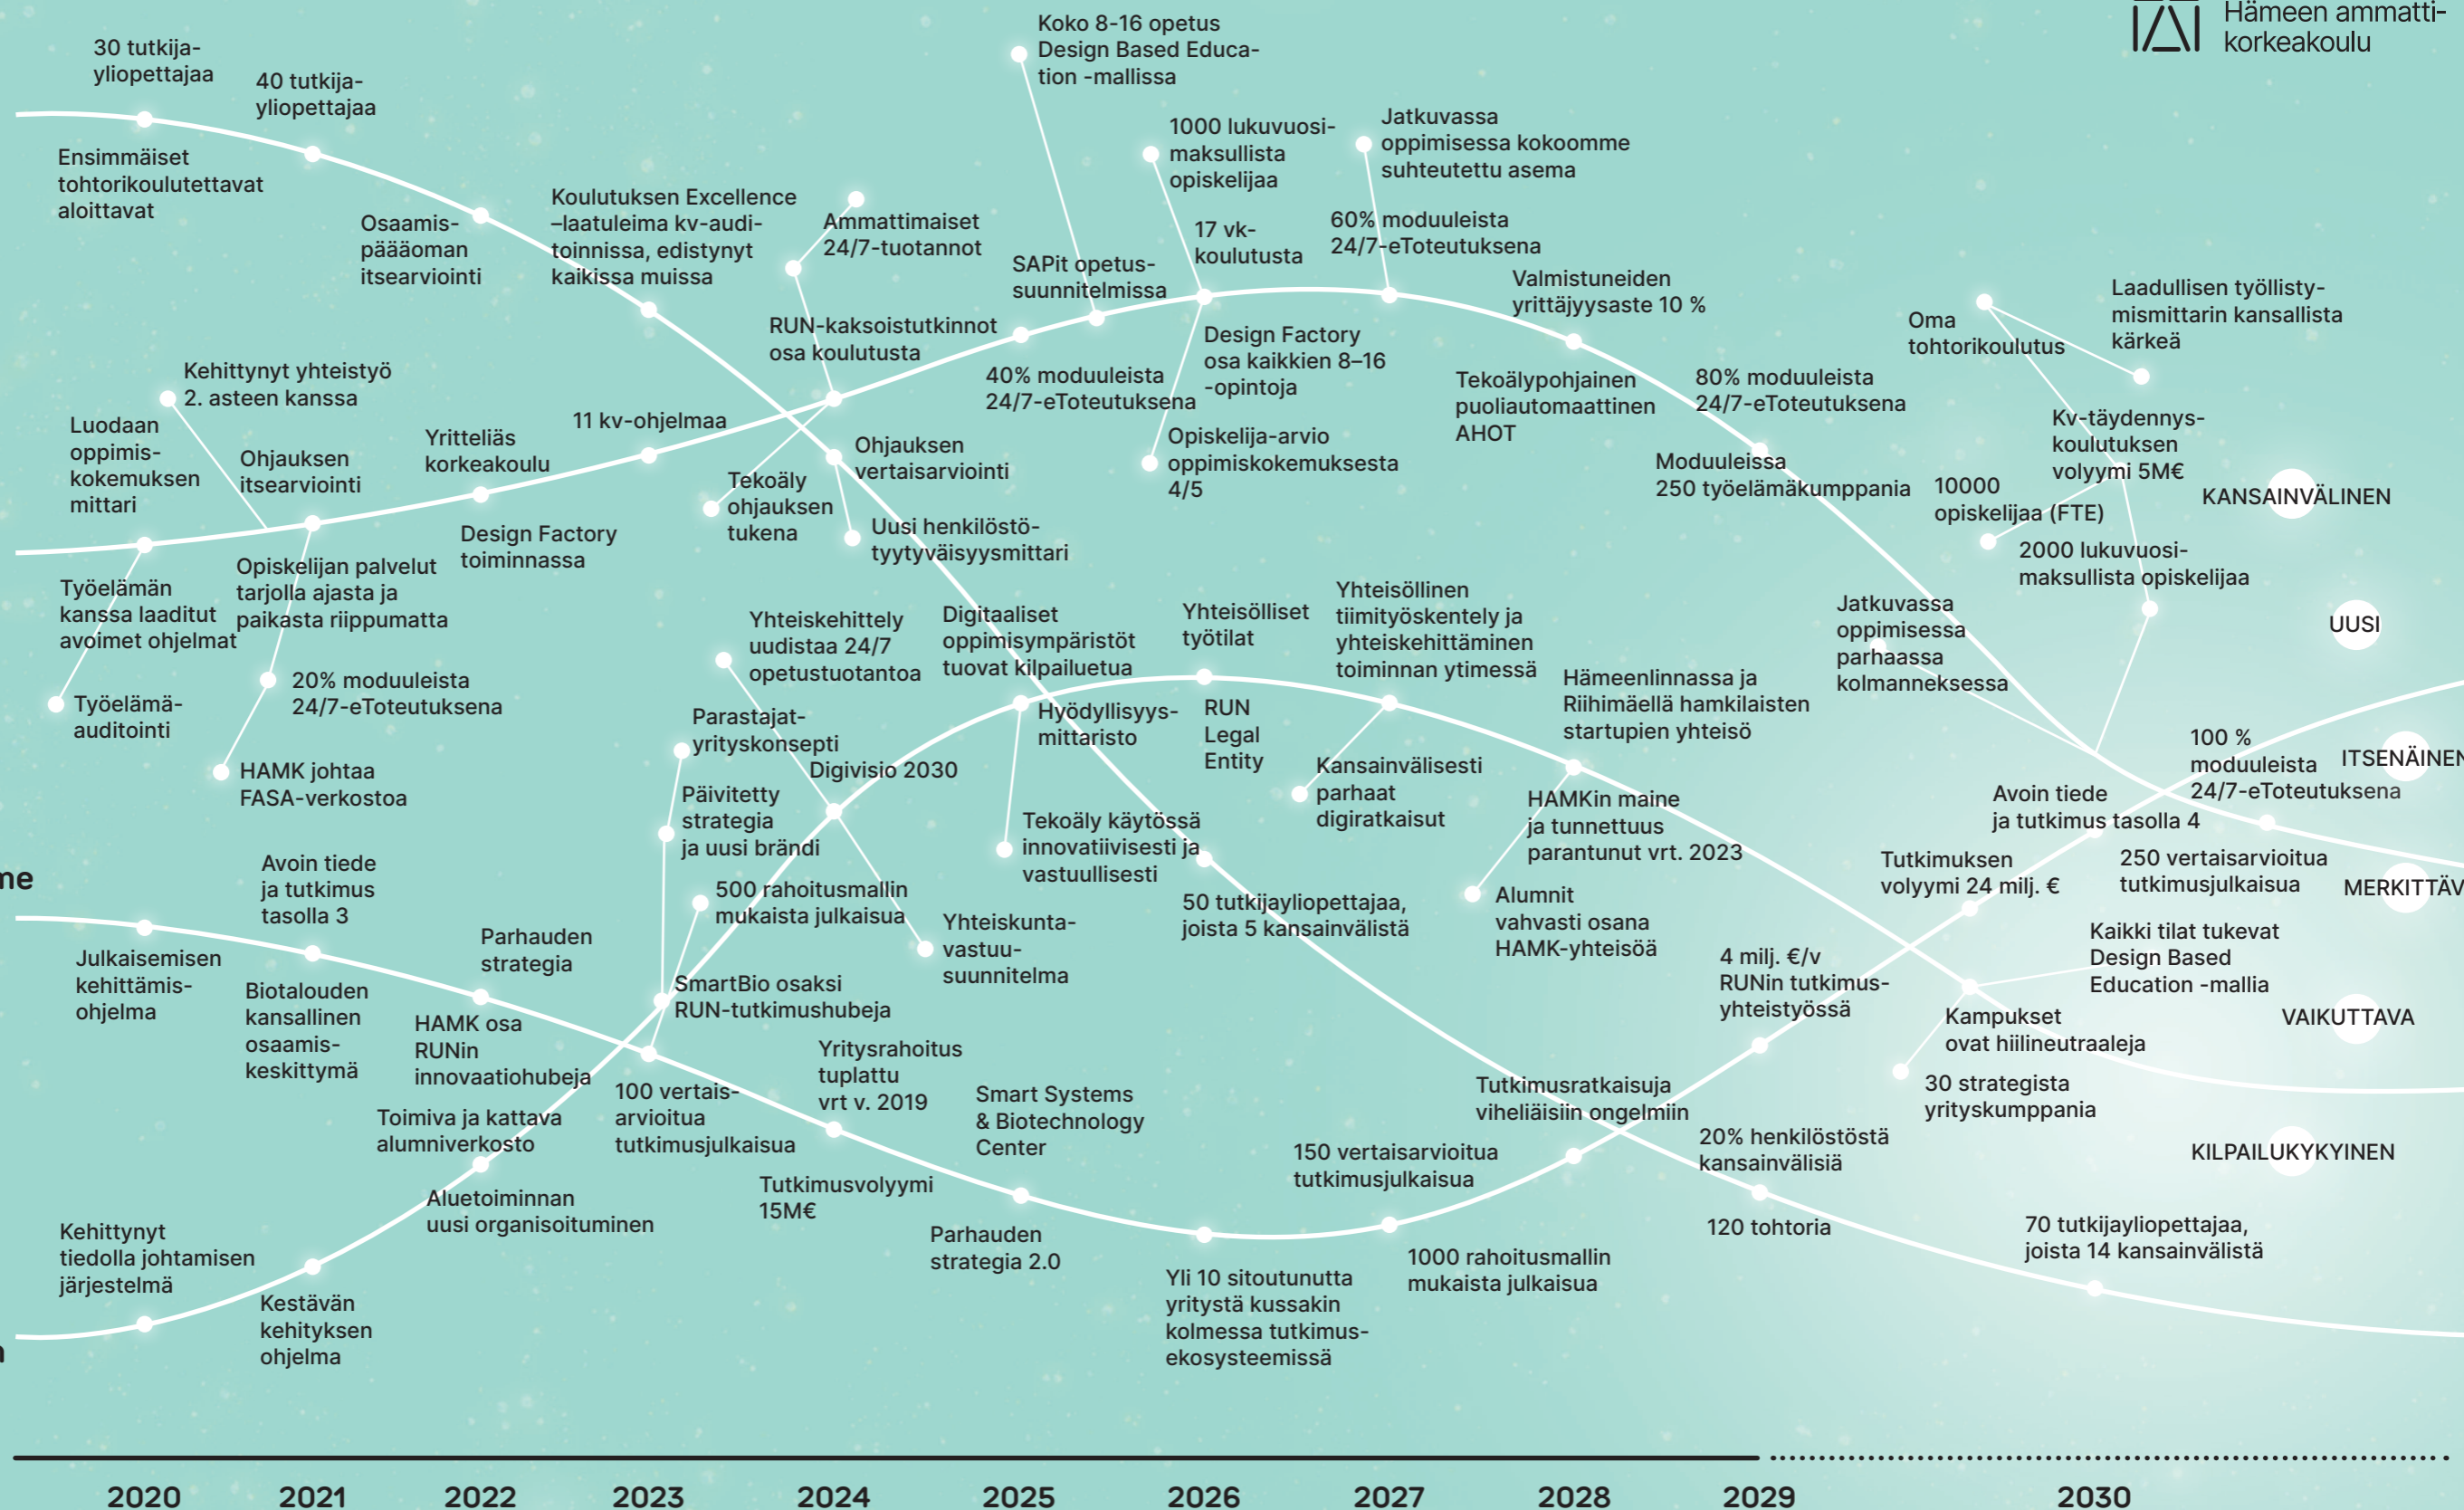 Hämeen ammatti-
korkeakoulu
30 tutkija-
yliopettajaa
40 tutkija-
yliopettajaa
Ensimmäiset
tohtorikoulutettavat
aloittavat
Osaamis-
päääoman
itsearviointi
Koulutuksen Excellence
–laatuleima kv-audi-
toinnissa, edistynyt
kaikissa muissa
Ammattimaiset
24/7-tuotannot
Koko 8-16 opetus
Design Based Educa-
tion -mallissa
1000 lukuvuosi-
maksullista
opiskelijaa
Jatkuvassa
oppimisessa kokoomme
suhteutettu asema
17 vk-
koulutusta
60% moduuleista
24/7-eToteutuksena
SAPit opetus-
suunnitelmissa
Valmistuneiden
yrittäjyysaste 10 %
RUN-kaksoistutkinnot
osa koulutusta
Design Factory
osa kaikkien 8–16
-opintoja
40% moduuleista
24/7-eToteutuksena
Tekoälypohjainen
puoliautomaattinen
AHOT
80% moduuleista
24/7-eToteutuksena
Oma
tohtorikoulutus
Laadullisen työllisty-
mismittarin kansallista
kärkeä
Kehittynyt yhteistyö
2. asteen kanssa
Luodaan
oppimis-
kokemuksen
mittari
Ohjauksen
itsearviointi
Yritteliäs
korkeakoulu
11 kv-ohjelmaa
Ohjauksen
vertaisarviointi
Opiskelija-arvio
oppimiskokemuksesta
4/5
Moduuleissa
250 työelämäkumppania
Kv-täydennys-
koulutuksen
volyymi 5M€
10000
opiskelijaa (FTE)
KANSAINVÄLINEN
Tekoäly
ohjauksen
tukena
Uusi henkilöstö-
tyytyväisyysmittari
Design Factory
toiminnassa
2000 lukuvuosi-
maksullista opiskelijaa
Työelämän
kanssa laaditut
avoimet ohjelmat
Opiskelijan palvelut
tarjolla ajasta ja
paikasta riippumatta
Yhteiskehittely
uudistaa 24/7
opetustuotantoa
Digitaaliset
oppimisympäristöt
tuovat kilpailuetua
Yhteisölliset
työtilat
Yhteisöllinen
tiimityöskentely ja
yhteiskehittäminen
toiminnan ytimessä
Jatkuvassa
oppimisessa
parhaassa
kolmanneksessa
UUSI
Työelämä-
auditointi
20% moduuleista
24/7-eToteutuksena
Hämeenlinnassa ja
Riihimäellä hamkilaisten
startupien yhteisö
Parastajat-
yrityskonsepti
Hyödyllisyys-
mittaristo
RUN
Legal
Entity
HAMK johtaa
FASA-verkostoa
Digivisio 2030
Kansainvälisesti
parhaat
digiratkaisut
100 %
moduuleista
24/7-eToteutuksena
ITSENÄINEN
Päivitetty
strategia
ja uusi brändi
Tekoäly käytössä
innovatiivisesti ja
vastuullisesti
HAMKin maine
ja tunnettuus
parantunut vrt. 2023
Avoin tiede
ja tutkimus tasolla 4
me
Avoin tiede
ja tutkimus
tasolla 3
500 rahoitusmallin
mukaista julkaisua
50 tutkijayliopettajaa,
joista 5 kansainvälistä
Alumnit
vahvasti osana
HAMK-yhteisöä
Tutkimuksen
volyymi 24 milj. €
250 vertaisarvioitua
tutkimusjulkaisua
MERKITTÄV
Julkaisemisen
kehittämis-
ohjelma
Parhauden
strategia
Yhteiskunta-
vastuu-
suunnitelma
Kaikki tilat tukevat
Design Based
Education -mallia
Biotalouden
kansallinen
osaamis-
keskittymä
SmartBio osaksi
RUN-tutkimushubeja
4 milj. €/v
RUNin tutkimus-
yhteistyössä
Kampukset
ovat hiilineutraaleja
VAIKUTTAVA
HAMK osa
RUNin
innovaatiohubeja
Yritysrahoitus
tuplattu
vrt v. 2019
100 vertais-
arvioitua
tutkimusjulkaisua
Smart Systems
& Biotechnology
Center
Tutkimusratkaisuja
viheliäisiin ongelmiin
30 strategista
yrityskumppania
Toimiva ja kattava
alumniverkosto
150 vertaisarvioitua
tutkimusjulkaisua
20% henkilöstöstä
kansainvälisiä
KILPAILUKYKYINEN
Aluetoiminnan
uusi organisoituminen
Tutkimusvolyymi
15M€
Parhauden
strategia 2.0
120 tohtoria
70 tutkijayliopettajaa,
joista 14 kansainvälistä
Kehittynyt
tiedolla johtamisen
järjestelmä
1000 rahoitusmallin
mukaista julkaisua
Yli 10 sitoutunutta
yritystä kussakin
kolmessa tutkimus-
ekosysteemissä
Kestävän
kehityksen
ohjelma
2020 2021 2022 2023 2024 2025 2026 2027 2028 2029 2030